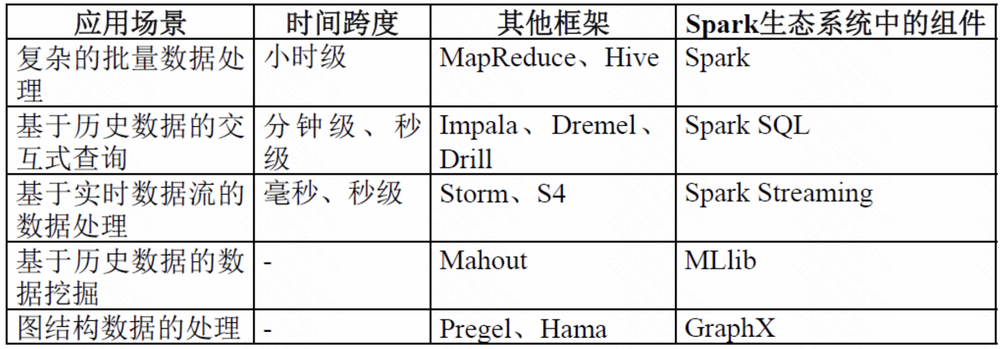 应用场景 时间跨度 其他框架 Spark生态系统中的组件
复杂的批量数据处 小时级 MapReduce、Hive Spark
理
基于历史数据的交 分钟级、秒 Impala、Dremel、 Spark SQL
互式查询 级 Drill
基于实时数据流的 毫秒、秒级 Storm、S4 Spark Streaming
数据处理
基于历史数据的数 - Mahout MLlib
据挖掘
图结构数据的处理 - Pregel、Hama GraphX